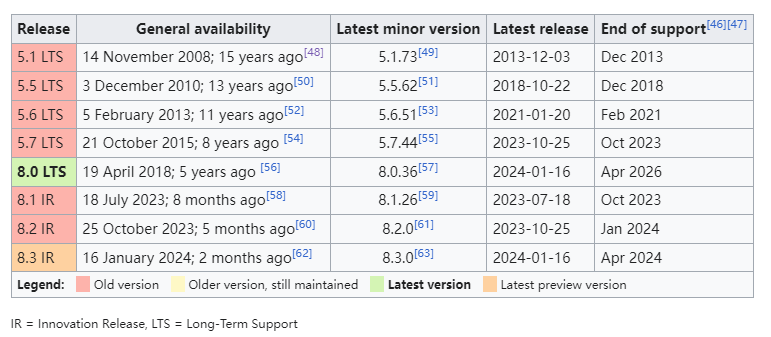 Release General availability Latest minor version Latest release End of support[46][47]
5.1 LTS 14 November 2008; 15 years ago[48] 5.1.73[49] 2013-12-03 Dec 2013
5.5 LTS 3 December 2010; 13 years ago[50] 5.5.62[51] 2018-10-22 Dec 2018
5.6 LTS 5 February 2013; 11 years ago[52] 5.6.51[53] 2021-01-20 Feb 2021
5.7 LTS 21 October 2015; 8 years ago [54] 5.7.44[55] 2023-10-25 Oct 2023
8.0 LTS 19 April 2018; 5 years ago [56] 8.0.36[57] 2024-01-16 Apr 2026
8.1 IR 18 July 2023; 8 months ago[58] 8.1.26[59] 2023-07-18 Oct 2023
8.2 IR 25 October 2023; 5 months ago[60] 8.2.0[61] 2023-10-25 Jan 2024
8.3 IR 16 January 2024; 2 months ago[62] 8.3.0[63] 2024-01-16 Apr 2024
Legend: Old version Older version, still maintained Latest version Latest preview version
IR = Innovation Release, LTS = Long-Term Support